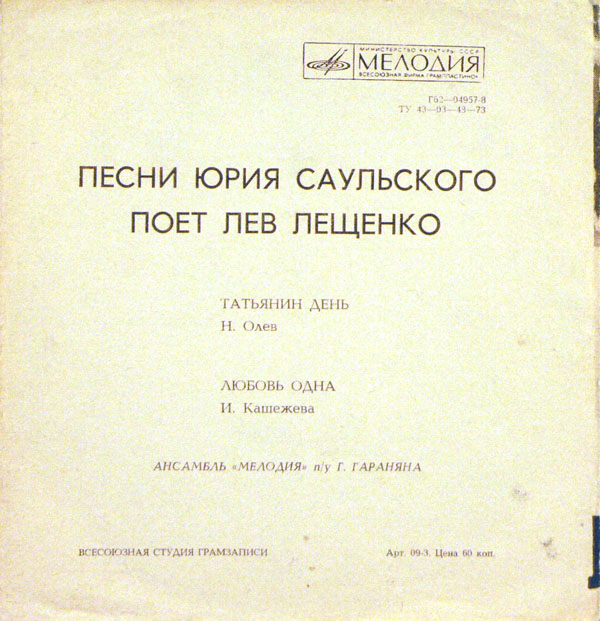 МИНИСТЕРСТВО КУЛЬТУРЫ СССР
МЕЛОДИЯ
ВСЕСОЮЗНАЯ ФИРМА ГРАМПЛАСТИНОК
Г62—04957-8
ТУ 43—03—43—73
ПЕСНИ ЮРИЯ САУЛЬСКОГО
ПОЕТ ЛЕВ ЛЕЩЕНКО
ТАТЬЯНИН ДЕНЬ
Н. Олев
ЛЮБОВЬ ОДНА
И. Кашежева
АНСАМБЛЬ «МЕЛОДИЯ» п/у Г. ГАРАНЯНА
ВСЕСОЮЗНАЯ СТУДИЯ ГРАМЗАПИСИ
Арт. 09-3. Цена 60 коп.